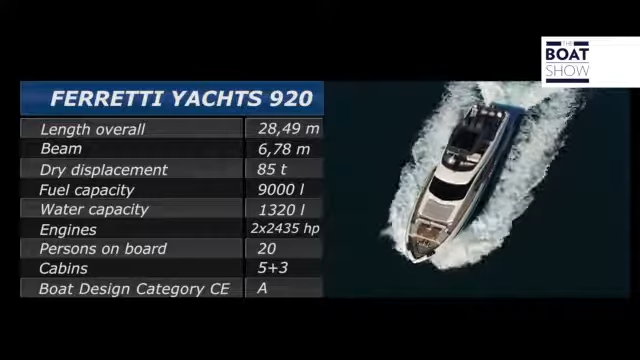 THE
BOAT
SHOW
FERRETTI YACHTS 920
Length overall 28,49 m
Beam 6,78 m
Dry displacement 85 t
Fuel capacity 9000 l
Water capacity 1320 l
Engines 2x2435 hp
Persons on board 20
Cabins 5+3
Boat Design Category CE A